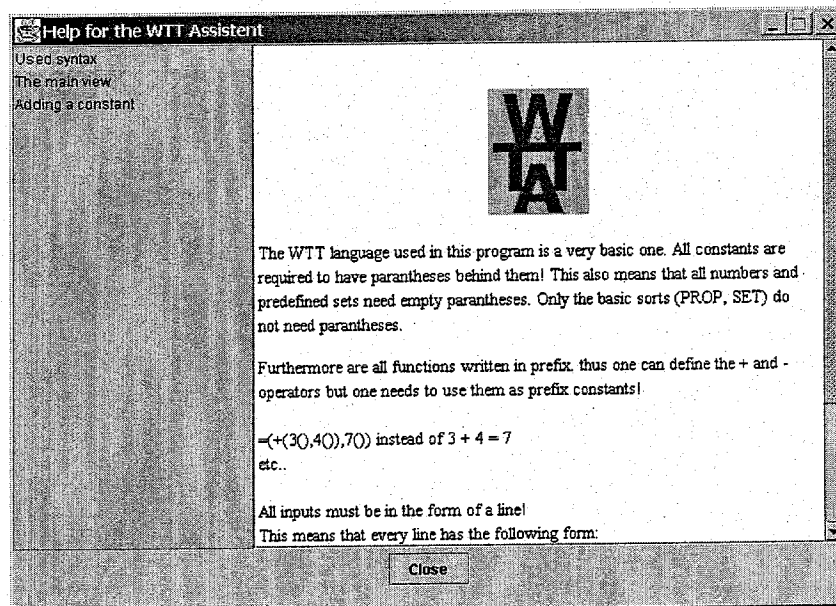 Help for the WTT Assistent
Used syntax
The main view
Adding a constant
W
TT
A
The WTT language used in this program is a very basic one. All constants are
required to have parantheses behind them! This also means that all numbers and
predefined sets need empty parantheses. Only the basic sorts (PROP, SET) do
not need parantheses.
Furthermore are all functions written in prefix, thus one can define the + and -
operators but one needs to use them as prefix constants!
=(+(3(),4()),7()) instead of 3 + 4 = 7
etc..
All inputs must be in the form of a line!
This means that every line has the following form:
Close